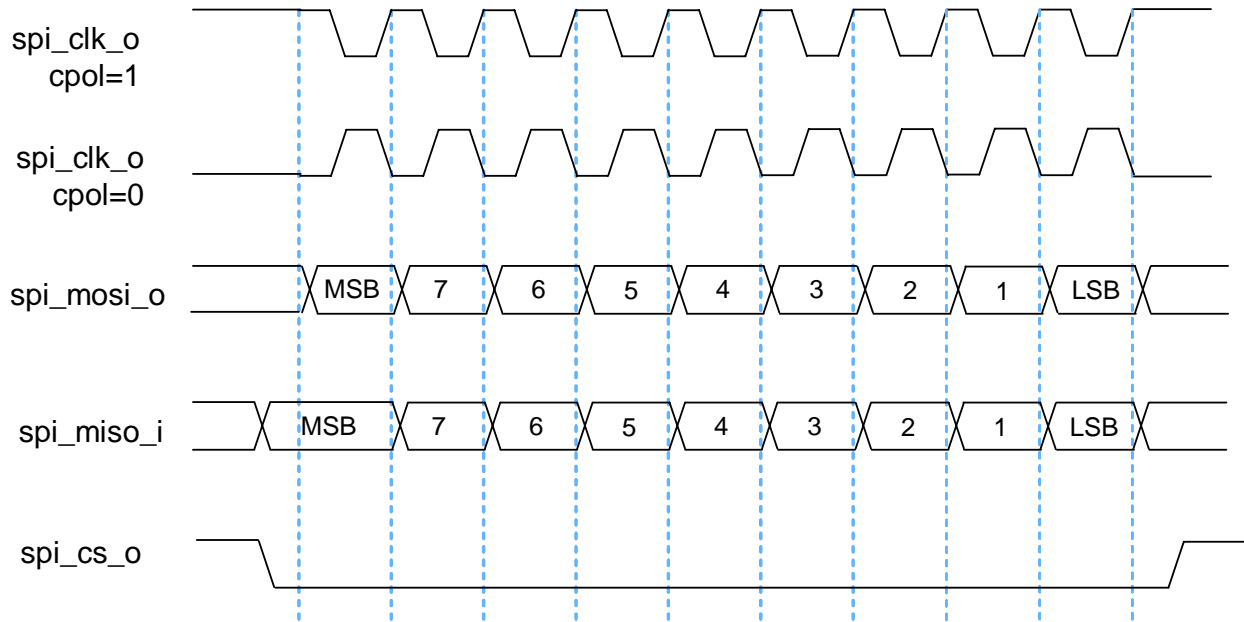 spi_clk_o
cpol=1
spi_clk_o
cpol=0
spi_mosi_o
MSB 7 6 5 4 3 2 1 LSB
spi_miso_i
MSB 7 6 5 4 3 2 1 LSB
spi_cs_o